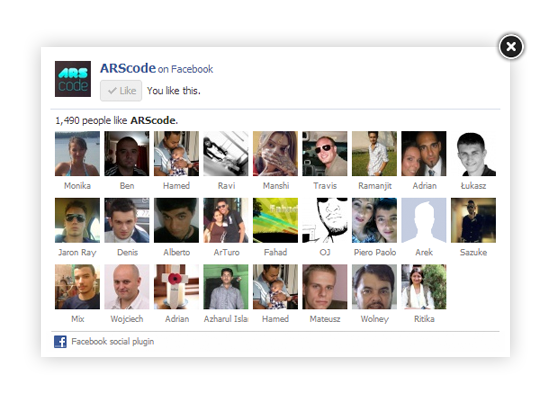 ARS
code
ARScode on Facebook
Like You like this.
1,490 people like ARScode.
Monika Ben Hamed Ravi Manshi Travis Ramanjit Adrian Łukasz
Fahad
Jaron Ray Denis Alberto ArTuro Fahad OJ Piero Paolo Arek Sazuke
Mix Wojciech Adrian Azharul Isla Hamed Mateusz Wolney Ritika
f Facebook social plugin